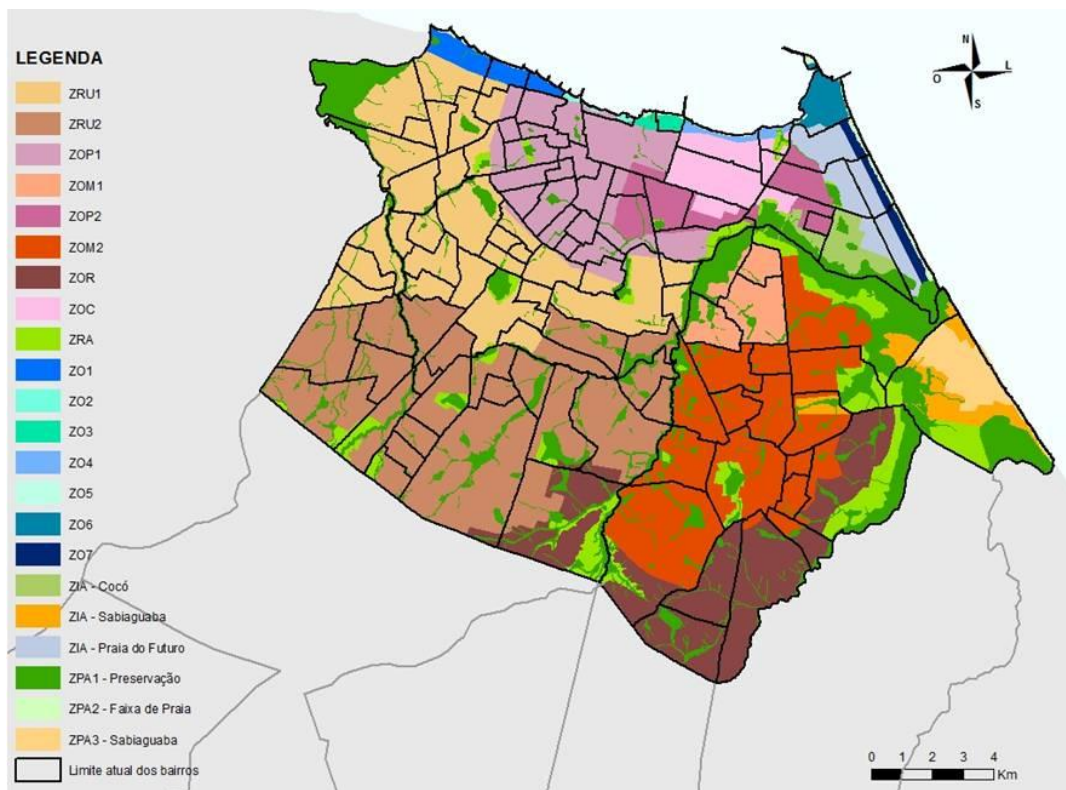 LEGENDA
ZRU1
ZRU2
ZOP1
ZOM1
ZOP2
ZOM2
ZOR
ZOC
ZRA
ZO1
ZO2
ZO3
ZO4
ZO5
ZO6
ZO7
ZIA - Cocó
ZIA - Sabiaguaba
ZIA - Praia do Futuro
ZPA1 - Preservação
ZPA2 - Faixa de Praia
ZPA3 - Sabiaguaba
Limite atual dos bairros
N
O L
S
0 1 2 3 4
Km